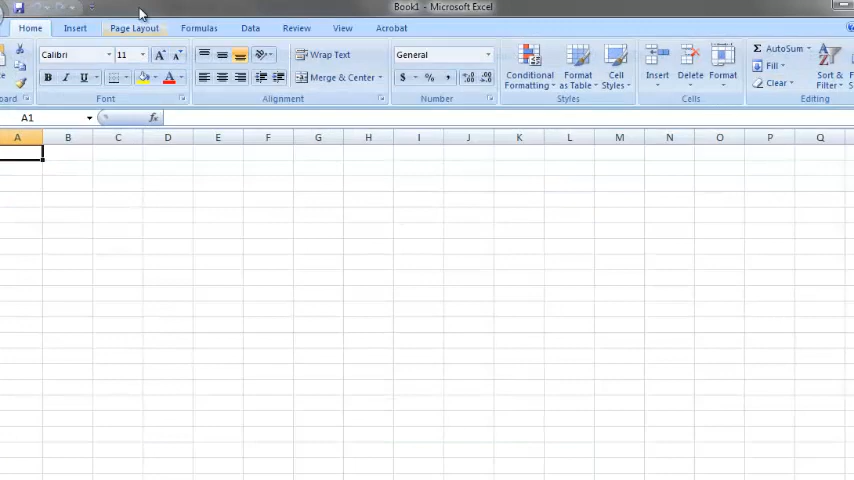 Book1 - Microsoft Excel
Home Insert Page Layout Formulas Data Review View Acrobat
Calibri 11 A A Wrap Text General Conditional Formatting Format as Table Cell Styles Insert Delete Format Σ AutoSum Fill Clear Sort & Filter
B I U A Merge & Center $ % ,
Font Alignment Number Styles Cells Editing
A1 fx
A B C D E F G H I J K L M N O P Q